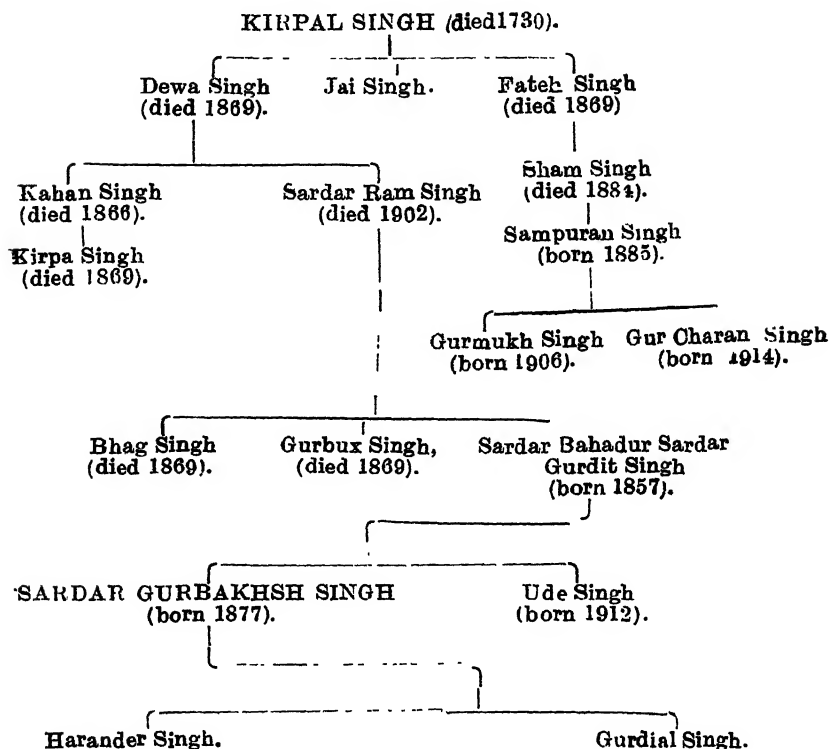 KIRPAL SINGH (died 1730).
Dewa Singh Jai Singh. Fateh Singh
(died 1869). (died 1869)
Kahan Singh Sardar Ram Singh Sham Singh
(died 1866). (died 1902). (died 1884).
Kirpa Singh Sampuran Singh
(died 1869). (born 1885).
Gurmukh Singh Gur Charan Singh
(born 1906). (born 1914).
Bhag Singh Gurbux Singh, Sardar Bahadur Sardar
(died 1869). (died 1869). Gurdit Singh
(born 1857).
SARDAR GURBAKHSH SINGH Ude Singh
(born 1877). (born 1912).
Harander Singh. Gurdial Singh.